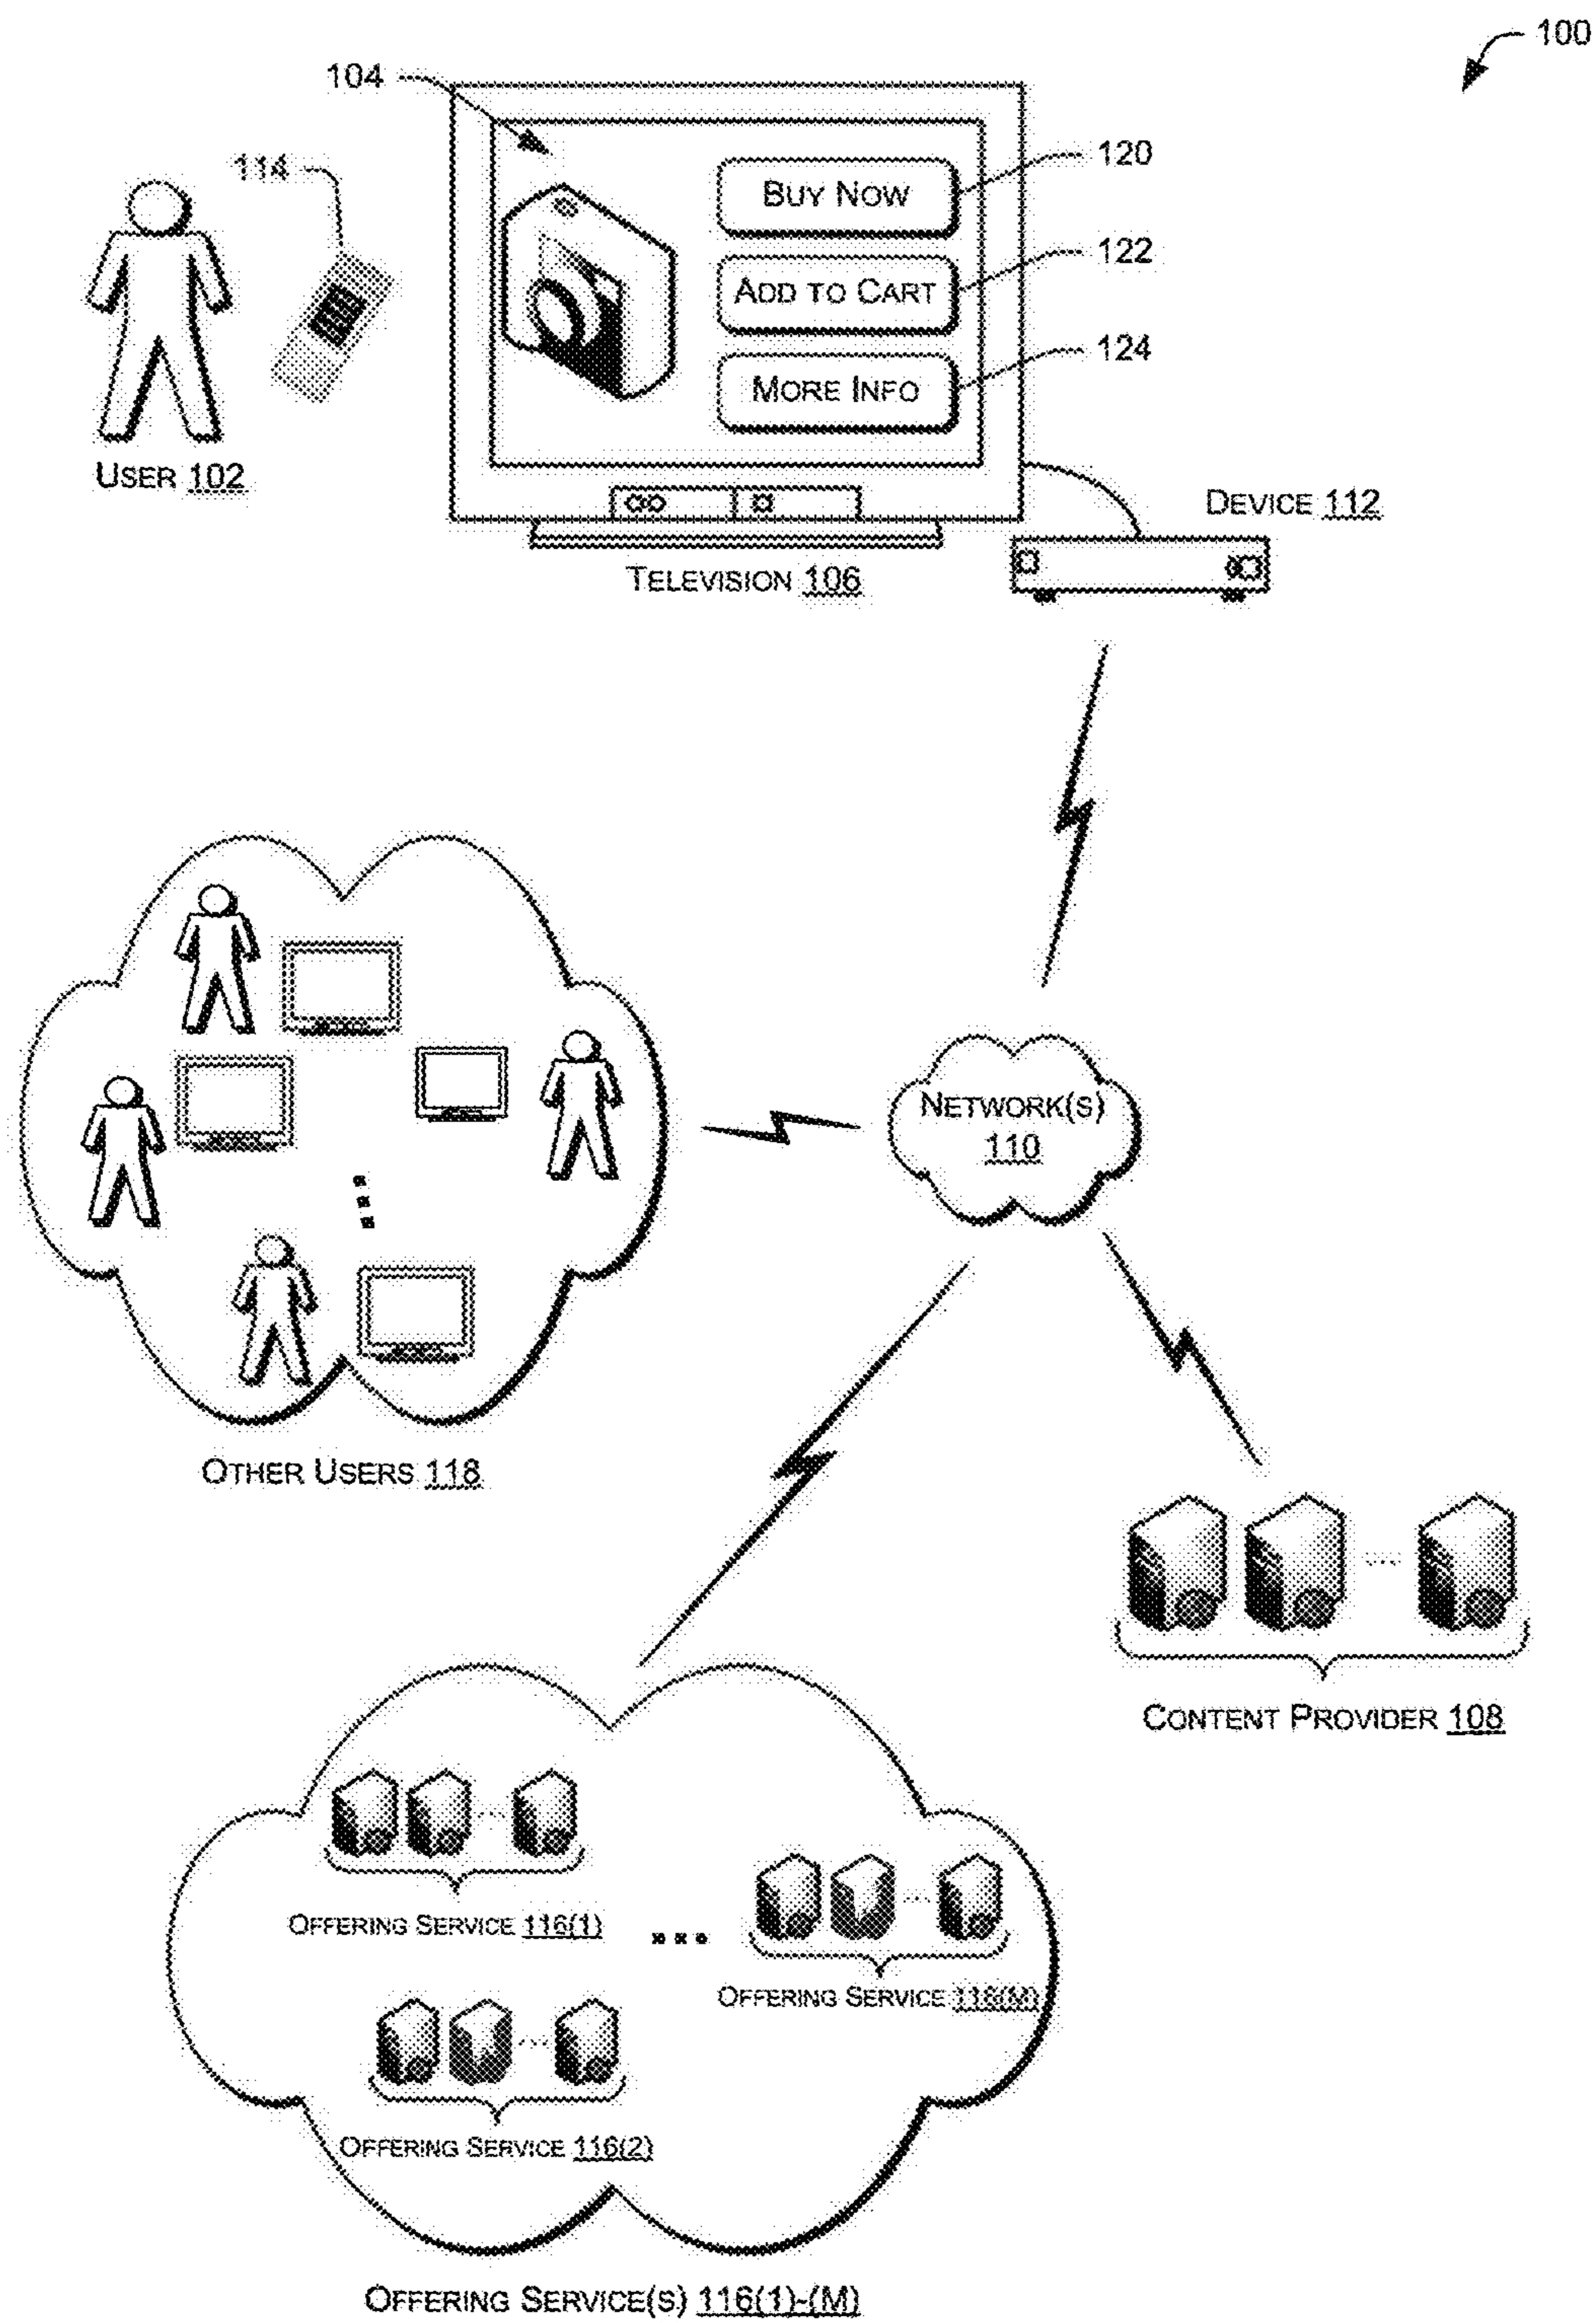 100
104
120
114
BUY NOW
122
ADD TO CART
124
MORE INFO
USER 102
DEVICE 112
TELEVISION 106
NETWORK(S)
110
OTHER USERS 118
CONTENT PROVIDER 108
OFFERING SERVICE 116(1)
OFFERING SERVICE 116(M)
OFFERING SERVICE 116(2)
OFFERING SERVICE(S) 116(1)-(M)